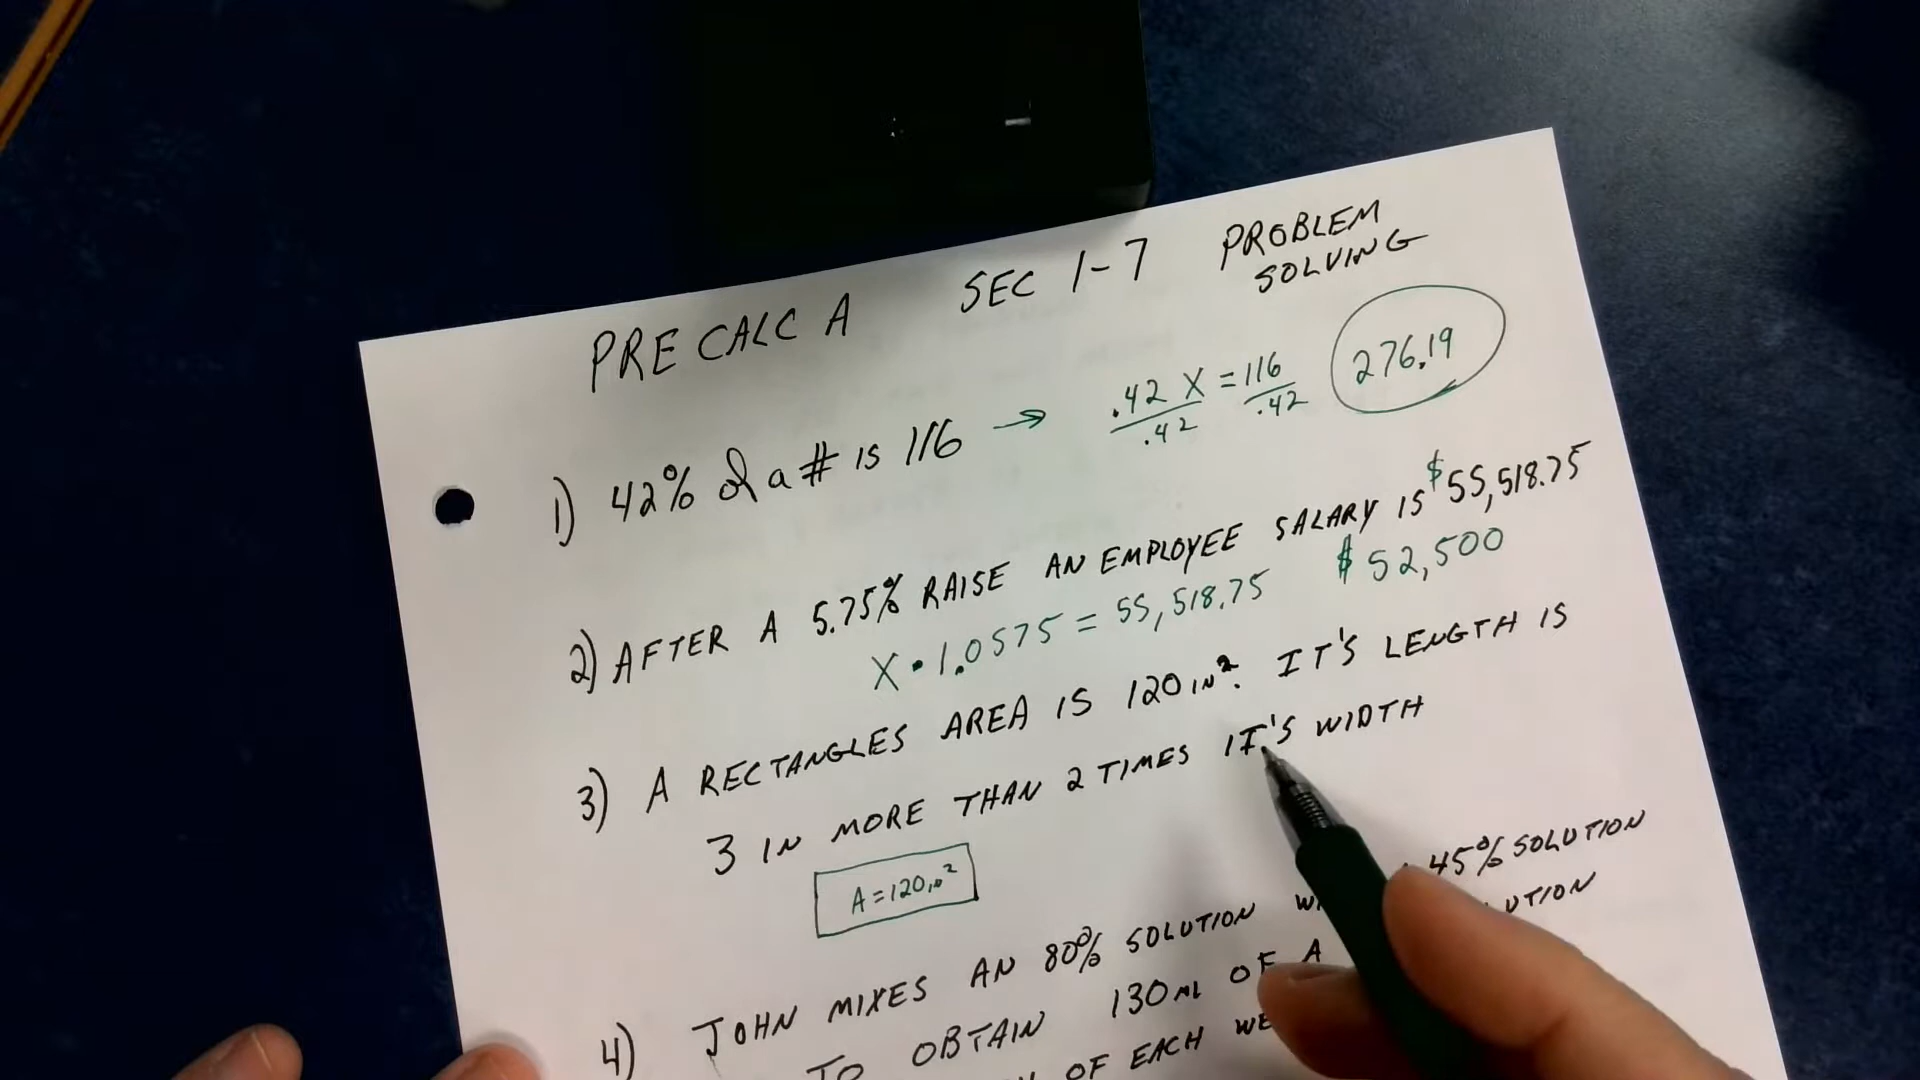 PRE CALC A SEC 1-7 PROBLEM
SOLVING
1) 42% of a # is 116 → .42 X = 116 276.19
.42 .42
2) AFTER A 5.75% RAISE AN EMPLOYEE SALARY IS $55,518.75
X • 1.0575 = 55,518.75 $52,500
3) A RECTANGLES AREA IS 120 IN². IT'S LENGTH IS
3 IN MORE THAN 2 TIMES IT'S WIDTH
A = 120 in²
4) JOHN MIXES AN 80% SOLUTION 45% SOLUTION
TO OBTAIN 130 ML OF A
OF EACH